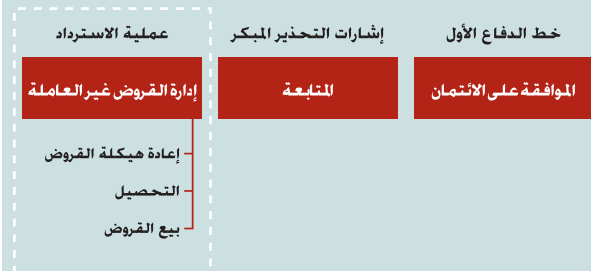 خط الدفاع الأول
الموافقة على الائتمان
إشارات التحذير المبكر
المتابعة
عملية الاسترداد
إدارة القروض غير العاملة
إعادة هيكلة القروض
التحصيل
بيع القروض